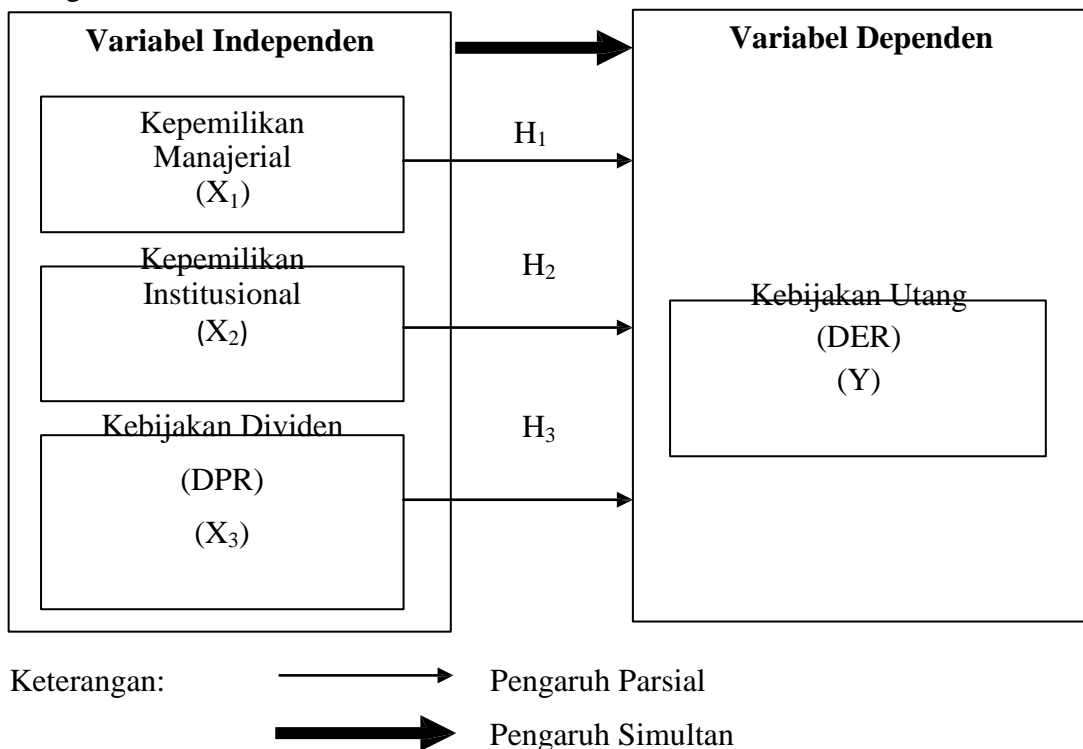 Variabel Independen
Kepemilikan
Manajerial
(X₁)
Kepemilikan
Institusional
(X₂)
Kebijakan Dividen
(DPR)
(X₃)
H₁
H₂
H₃
Variabel Dependen
Kebijakan Utang
(DER)
(Y)
Keterangan:
Pengaruh Parsial
Pengaruh Simultan